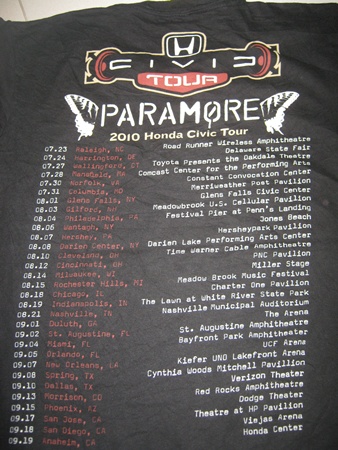 CIVIC
TOUR
PARAMORE
2010 Honda Civic Tour
07.23 Raleigh, NC Road Runner Wireless Amphitheatre
07.24 Harrington, DE Delaware State Fair
07.27 Wallingford, CT Toyota Presents the Oakdale Theatre
07.28 Mansfield, MA Comcast Center for the Performing Arts
07.30 Norfolk, VA Constant Convocation Center
07.31 Columbia, MD Merriweather Post Pavilion
08.01 Glens Falls, NY Glens Falls Civic Center
08.03 Gilford, NH Meadowbrook U.S. Cellular Pavilion
08.04 Philadelphia, PA Festival Pier at Penn's Landing
08.06 Wantagh, NY Jones Beach
08.07 Hershey, PA Hersheypark Pavilion
08.08 Darien Center, NY Darien Lake Performing Arts Center
08.10 Cleveland, OH Time Warner Cable Amphitheatre
08.12 Cincinnati, OH PNC Pavilion
08.14 Milwaukee, WI Miller Stage
08.15 Rochester Hills, MI Meadow Brook Music Festival
08.18 Chicago, IL Charter One Pavilion
08.19 Indianapolis, IN The Lawn at White River State Park
08.21 Nashville, TN Nashville Municipal Auditorium
09.01 Duluth, GA The Arena
09.02 St. Augustine, FL St. Augustine Amphitheatre
09.04 Miami, FL Bayfront Park Amphitheater
09.05 Orlando, FL UCF Arena
09.07 New Orleans, LA Kiefer UNO Lakefront Arena
09.08 Spring, TX Cynthia Woods Mitchell Pavillion
09.10 Dallas, TX Verizon Theater
09.13 Morrison, CO Red Rocks Amphitheatre
09.15 Phoenix, AZ Dodge Theater
09.17 San Jose, CA Theatre at HP Pavilion
09.18 San Diego, CA Viejas Arena
09.19 Anaheim, CA Honda Center